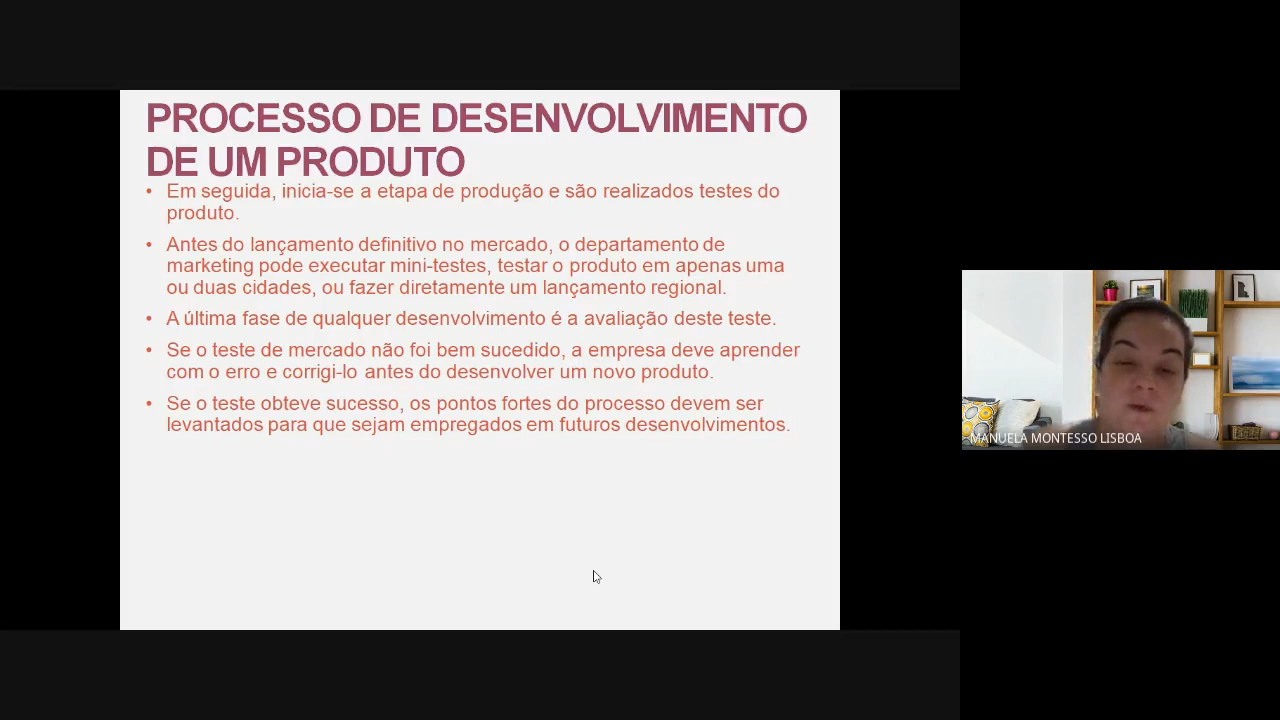 PROCESSO DE DESENVOLVIMENTO
DE UM PRODUTO
• Em seguida, inicia-se a etapa de produção e são realizados testes do
produto.
• Antes do lançamento definitivo no mercado, o departamento de
marketing pode executar mini-testes, testar o produto em apenas uma
ou duas cidades, ou fazer diretamente um lançamento regional.
• A última fase de qualquer desenvolvimento é a avaliação deste teste.
• Se o teste de mercado não foi bem sucedido, a empresa deve aprender
com o erro e corrigi-lo antes do desenvolver um novo produto.
• Se o teste obteve sucesso, os pontos fortes do processo devem ser
levantados para que sejam empregados em futuros desenvolvimentos.
MANUELA MONTESSO LISBOA